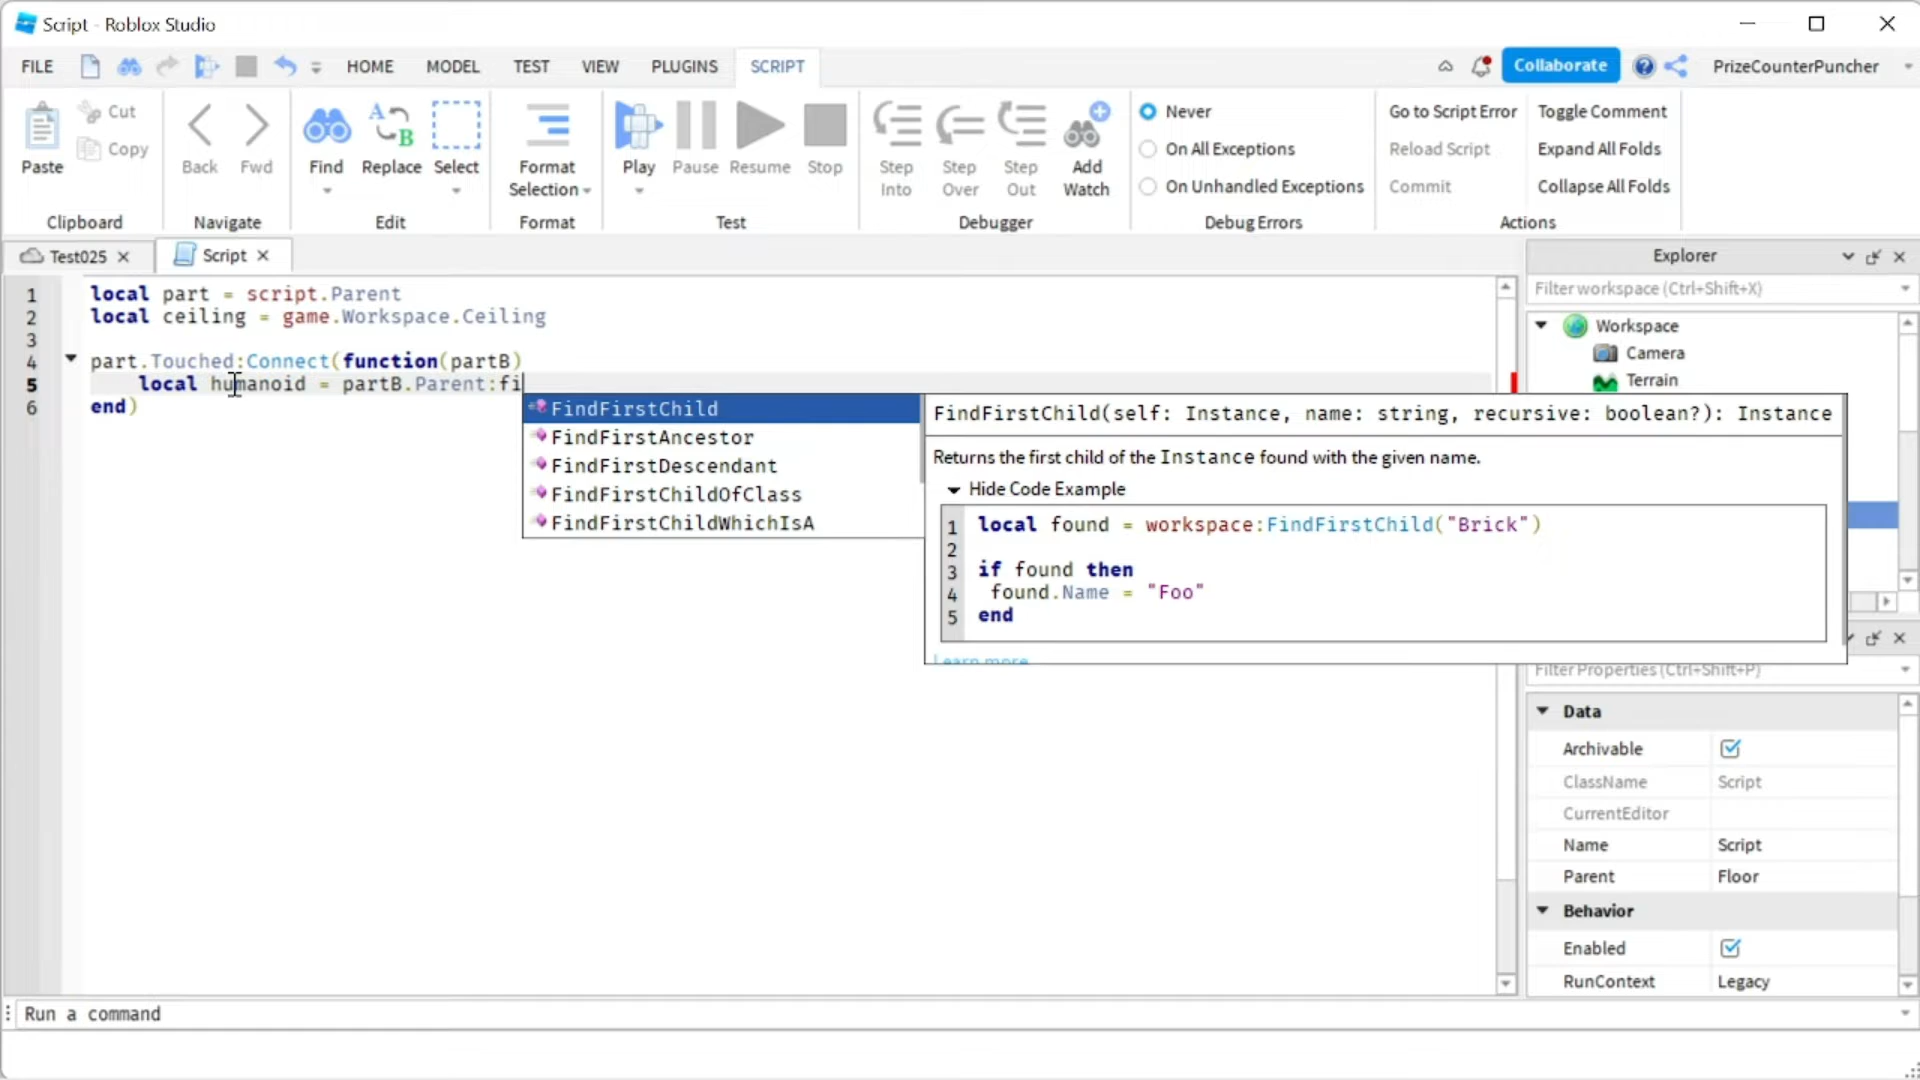 Script - Roblox Studio
FILE HOME MODEL TEST VIEW PLUGINS SCRIPT Collaborate PrizeCounterPuncher
Paste Cut Copy
Clipboard
Back Fwd
Navigate
Find Replace Select
Edit
Format Selection
Format
Play Pause Resume Stop
Test
Step Into Step Over Step Out Add Watch
Debugger
Never
On All Exceptions
On Unhandled Exceptions
Debug Errors
Go to Script Error Toggle Comment
Reload Script Expand All Folds
Commit Collapse All Folds
Actions
Test025 Script
1 local part = script.Parent
2 local ceiling = game.Workspace.Ceiling
3
4 part.Touched:Connect(function(partB)
5 local humanoid = partB.Parent:fi
6 end)
FindFirstChild
FindFirstAncestor
FindFirstDescendant
FindFirstChildOfClass
FindFirstChildWhichIsA
FindFirstChild(self: Instance, name: string, recursive: boolean?): Instance
Returns the first child of the Instance found with the given name.
Hide Code Example
1 local found = workspace:FindFirstChild("Brick")
2
3 if found then
4 found.Name = "Foo"
5 end
Learn more
Explorer
Filter workspace (Ctrl+Shift+X)
Workspace
Camera
Terrain
Filter Properties (Ctrl+Shift+P)
Data
Archivable
ClassName Script
CurrentEditor
Name Script
Parent Floor
Behavior
Enabled
RunContext Legacy
Run a command